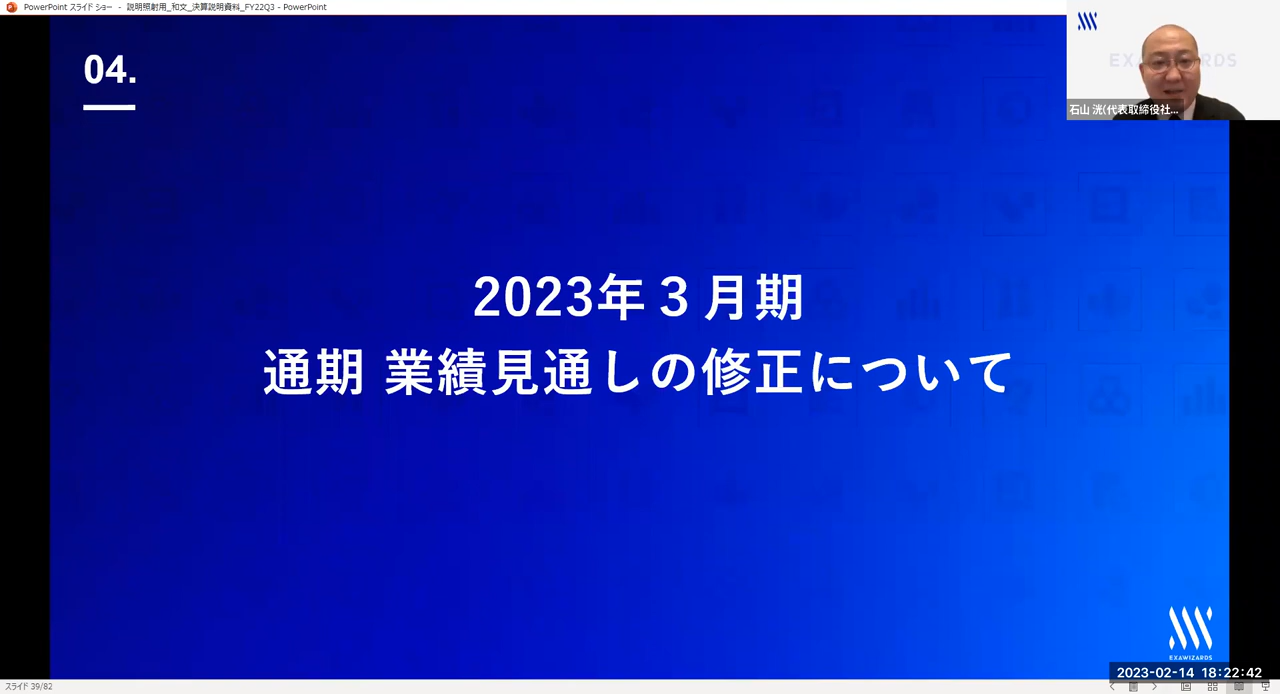 PowerPoint スライド ショー - 説明照射用_和文_決算説明資料_FY22Q3 - PowerPoint
04.
EXAWIZARDS
石山 洸(代表取締役社...
2023年３月期
通期 業績見通しの修正について
EXAWIZARDS
2023-02-14 18:22:42
スライド 39/82